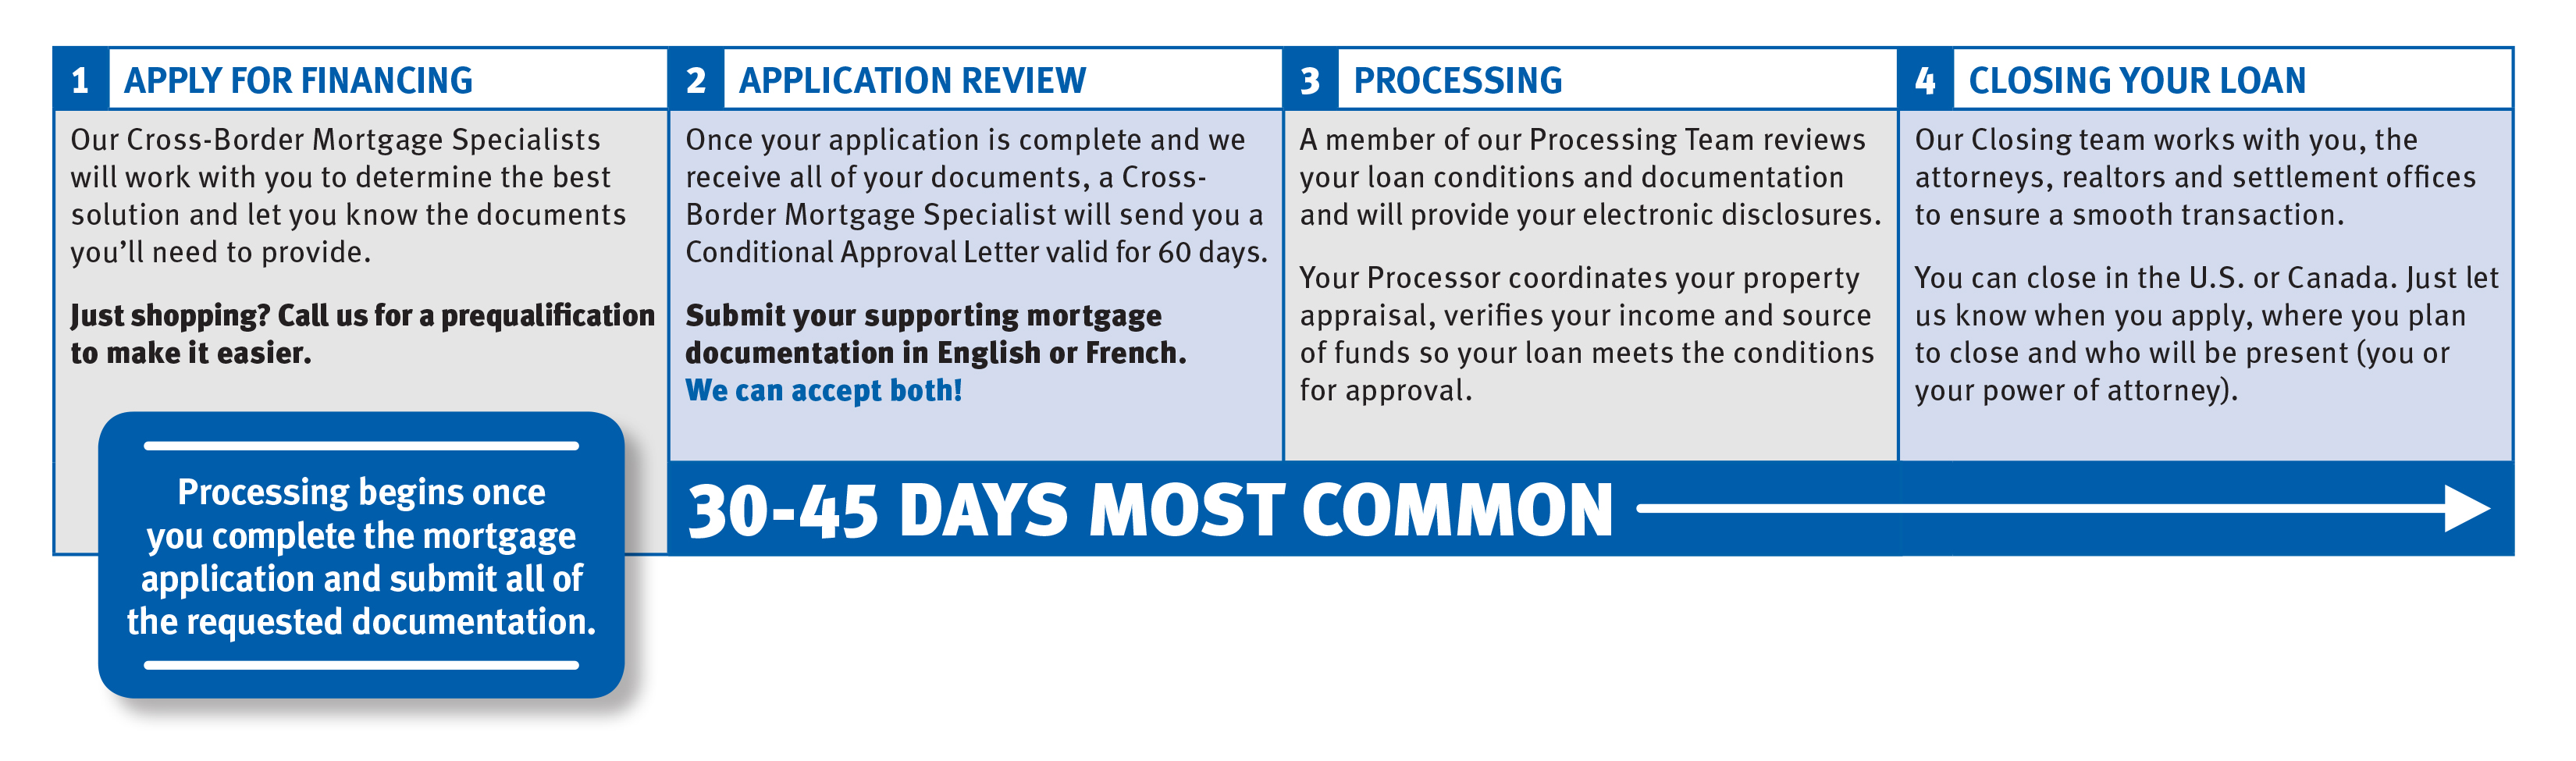 1 APPLY FOR FINANCING
Our Cross-Border Mortgage Specialists
will work with you to determine the best
solution and let you know the documents
you’ll need to provide.
Just shopping? Call us for a prequalification
to make it easier.
Processing begins once
you complete the mortgage
application and submit all of
the requested documentation.
2 APPLICATION REVIEW
Once your application is complete and we
receive all of your documents, a Cross-
Border Mortgage Specialist will send you a
Conditional Approval Letter valid for 60 days.
Submit your supporting mortgage
documentation in English or French.
We can accept both!
3 PROCESSING
A member of our Processing Team reviews
your loan conditions and documentation
and will provide your electronic disclosures.
Your Processor coordinates your property
appraisal, verifies your income and source
of funds so your loan meets the conditions
for approval.
4 CLOSING YOUR LOAN
Our Closing team works with you, the
attorneys, realtors and settlement offices
to ensure a smooth transaction.
You can close in the U.S. or Canada. Just let
us know when you apply, where you plan
to close and who will be present (you or
your power of attorney).
30-45 DAYS MOST COMMON